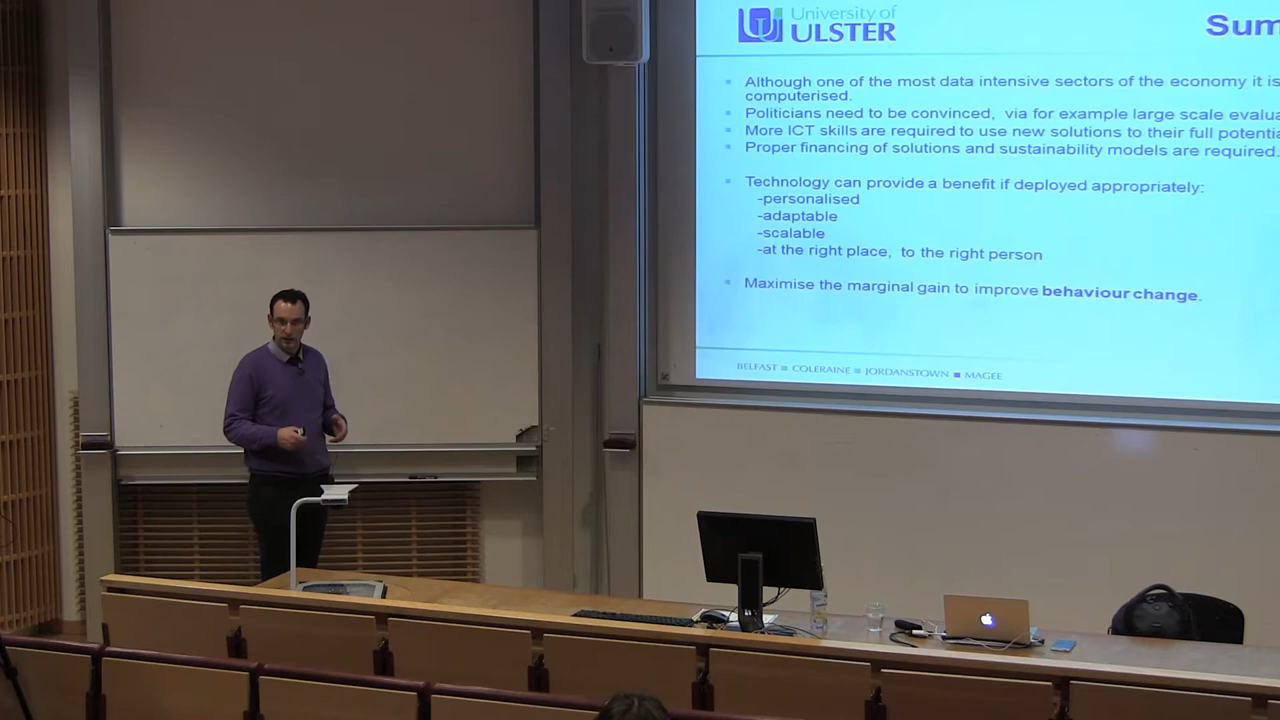 University of
ULSTER
Sum
Although one of the most data intensive sectors of the economy it is
computerised.
Politicians need to be convinced, via for example large scale evalua
More ICT skills are required to use new solutions to their full potentia
Proper financing of solutions and sustainability models are required.
Technology can provide a benefit if deployed appropriately:
-personalised
-adaptable
-scalable
-at the right place, to the right person
Maximise the marginal gain to improve behaviour change.
BELFAST COLERAINE JORDANSTOWN MAGEE